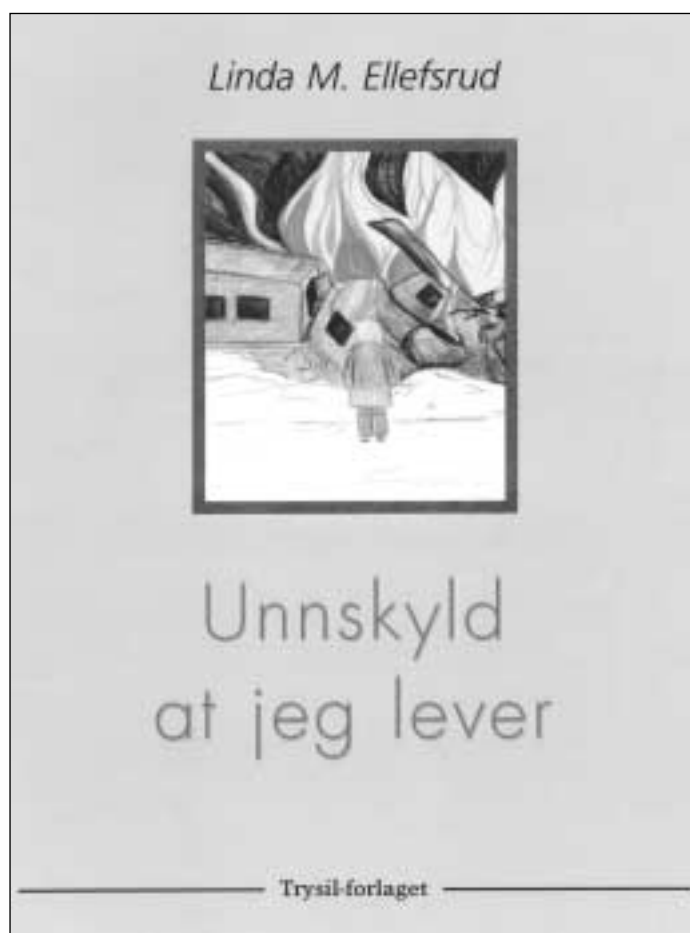 Linda M. Ellefsrud
Unnskyld
at jeg lever
Trysil-forlaget